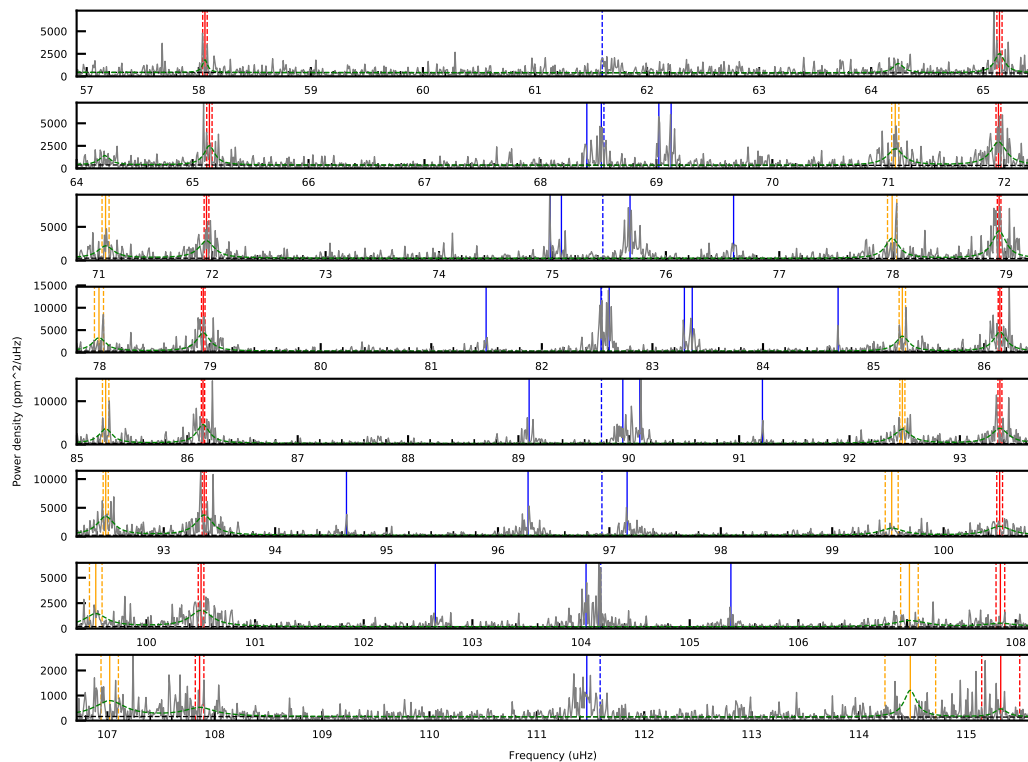 5000
2500
0
57 58 59 60 61 62 63 64 65
5000
2500
0
64 65 66 67 68 69 70 71 72
5000
0
71 72 73 74 75 76 77 78 79
15000
10000
5000
0
78 79 80 81 82 83 84 85 86
10000
5000
0
85 86 87 88 89 90 91 92 93
10000
5000
0
93 94 95 96 97 98 99 100
5000
2500
0
100 101 102 103 104 105 106 107 108
2000
1000
0
107 108 109 110 111 112 113 114 115
Power density (ppm^2/uHz)
Frequency (uHz)